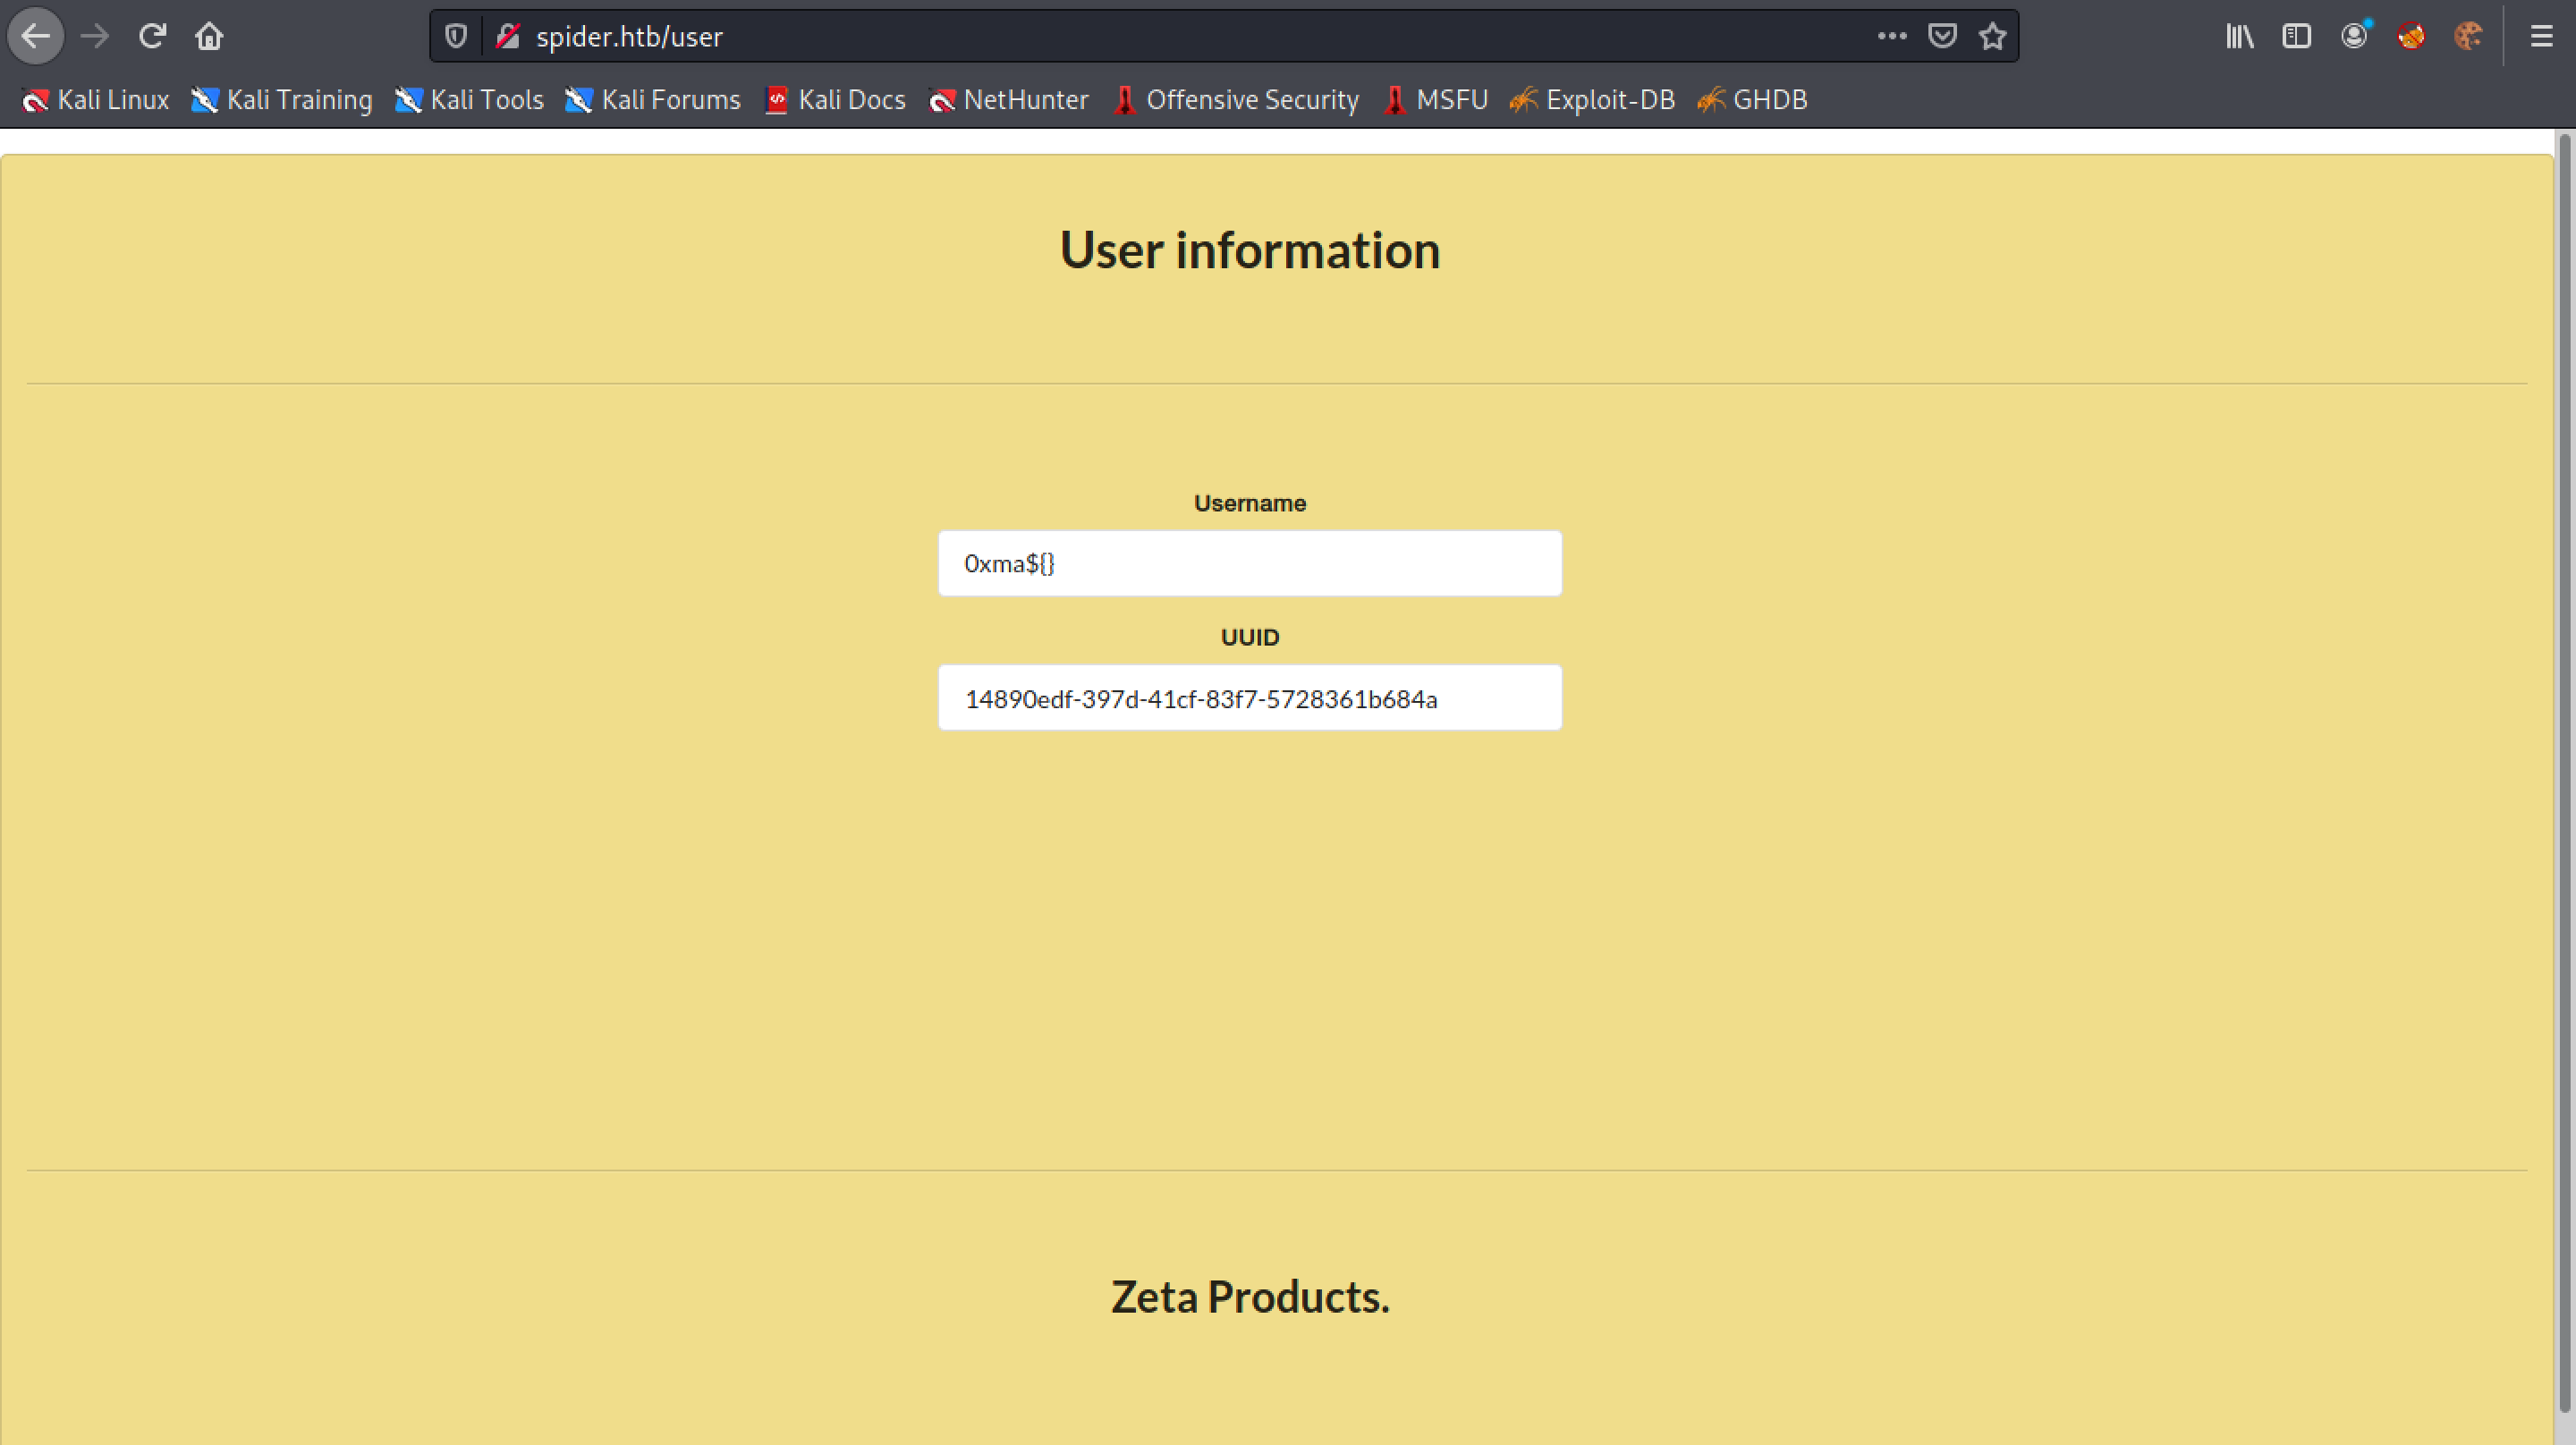 spider.htb/user
Kali Linux Kali Training Kali Tools Kali Forums Kali Docs NetHunter Offensive Security MSFU Exploit-DB GHDB
User information
Username
0xma${}
UUID
14890edf-397d-41cf-83f7-5728361b684a
Zeta Products.